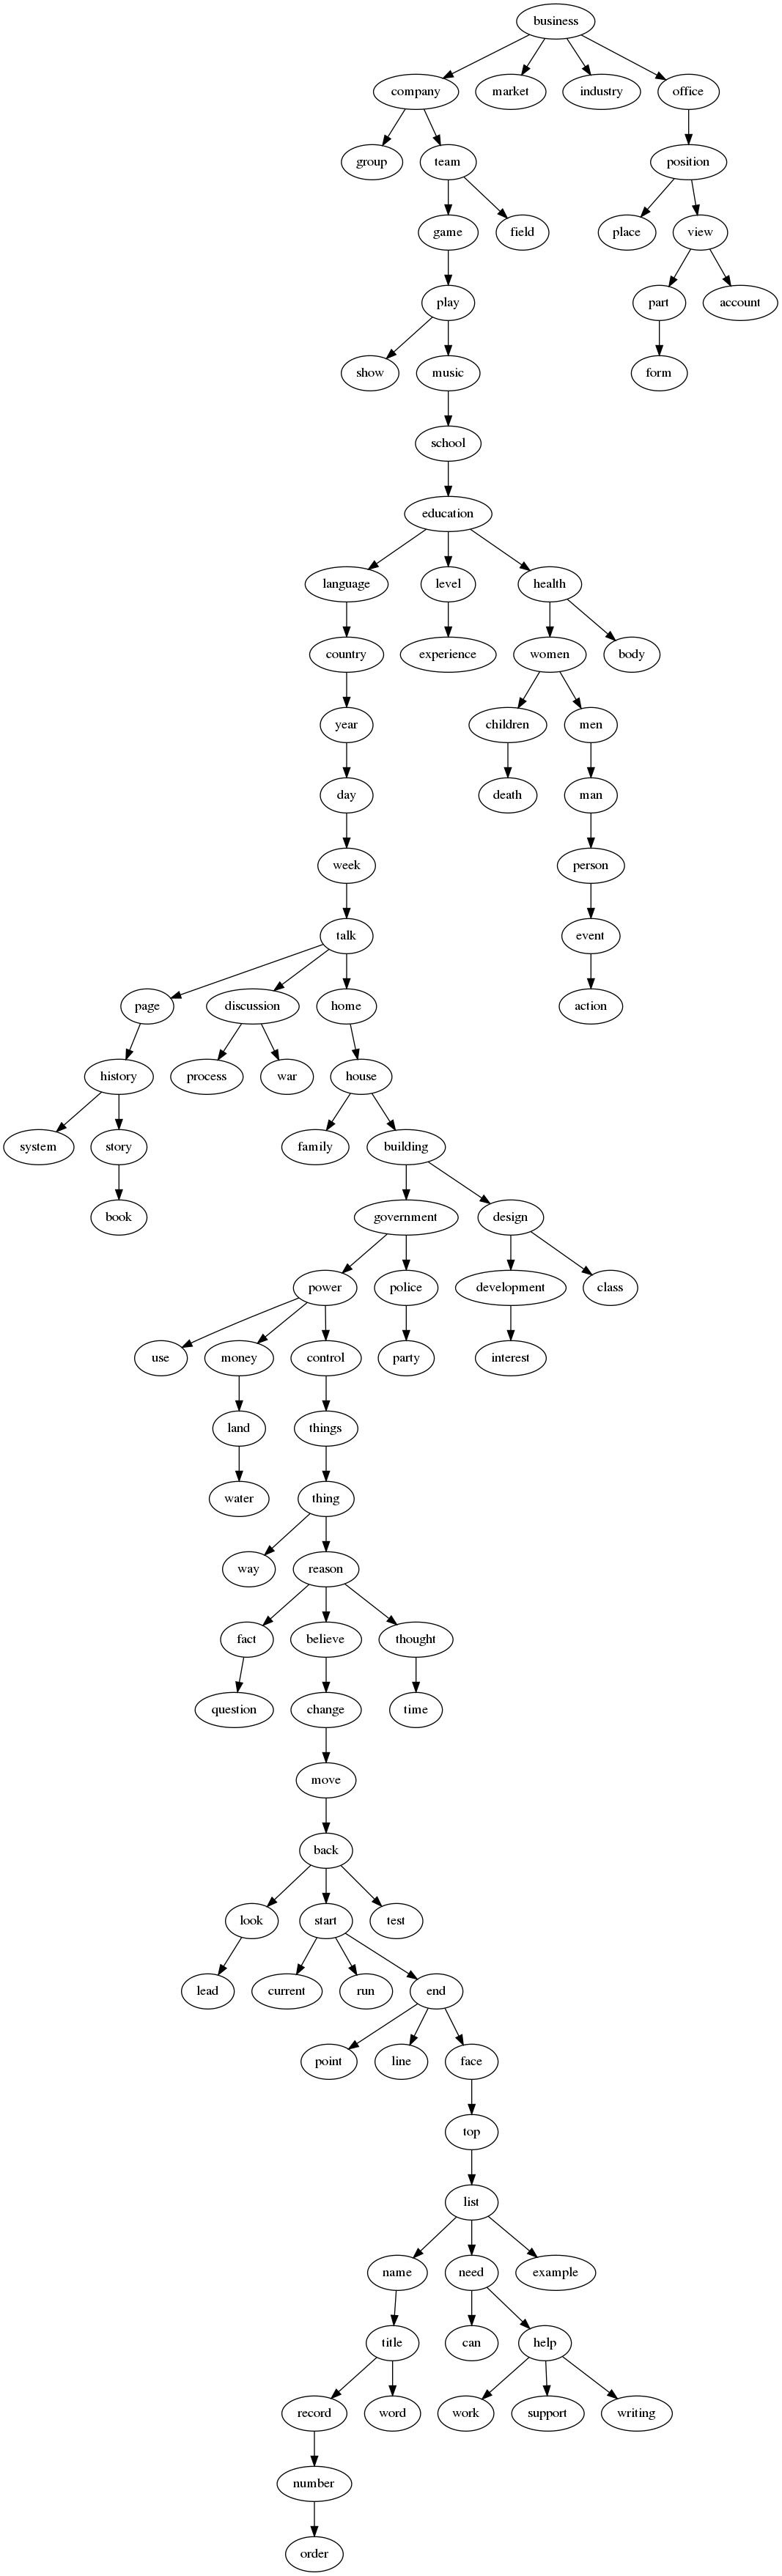 business
company
market
industry
office
group
team
position
game
field
place
view
play
part
account
show
music
form
school
education
language
level
health
country
experience
women
body
year
children
men
day
death
man
week
person
talk
event
page
discussion
home
action
history
process
war
house
system
story
family
building
book
government
design
power
police
development
class
use
money
control
party
interest
land
things
water
thing
way
reason
fact
believe
thought
question
change
time
move
back
look
start
test
lead
current
run
end
point
line
face
top
list
name
need
example
title
can
help
record
word
work
support
writing
number
order